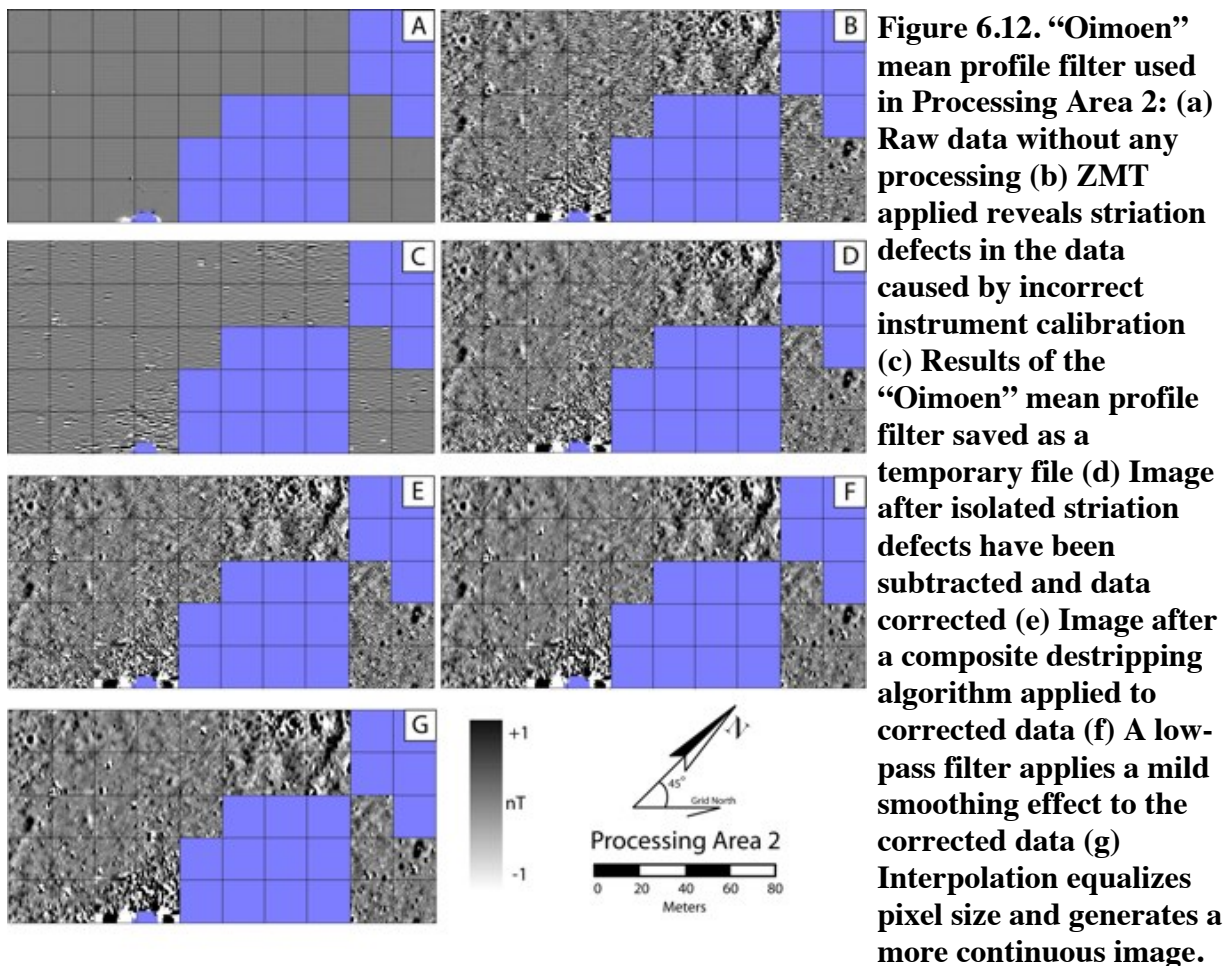 A
B
C
D
E
F
G
+1
nT
-1
N
45°
Grid North
Processing Area 2
0 20 40 60 80
Meters
Figure 6.12. “Oimoen”
mean profile filter used
in Processing Area 2: (a)
Raw data without any
processing (b) ZMT
applied reveals striation
defects in the data
caused by incorrect
instrument calibration
(c) Results of the
“Oimoen” mean profile
filter saved as a
temporary file (d) Image
after isolated striation
defects have been
subtracted and data
corrected (e) Image after
a composite destripping
algorithm applied to
corrected data (f) A low-
pass filter applies a mild
smoothing effect to the
corrected data (g)
Interpolation equalizes
pixel size and generates a
more continuous image.